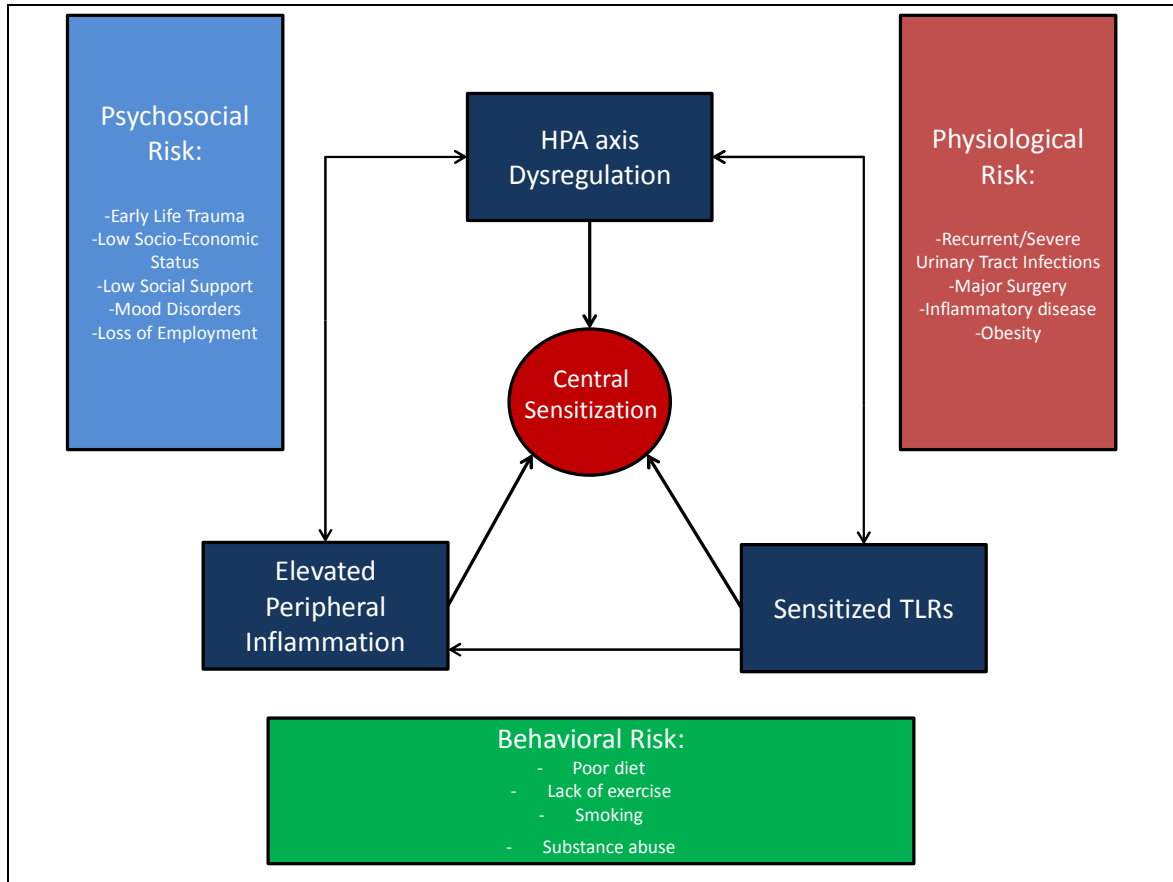 Psychosocial
Risk:
-Early Life Trauma
-Low Socio-Economic
Status
-Low Social Support
-Mood Disorders
-Loss of Employment
HPA axis
Dysregulation
Physiological
Risk:
-Recurrent/Severe
Urinary Tract Infections
-Major Surgery
-Inflammatory disease
-Obesity
Central
Sensitization
Elevated
Peripheral
Inflammation
Sensitized TLRs
Behavioral Risk:
- Poor diet
- Lack of exercise
- Smoking
- Substance abuse